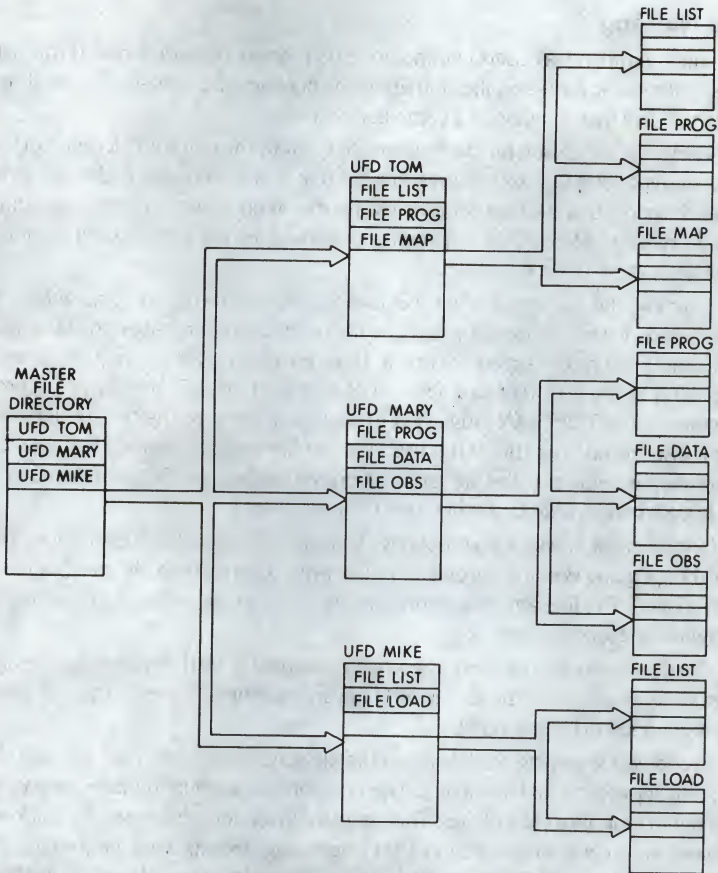 MASTER
FILE
DIRECTORY
UFD TOM
UFD MARY
UFD MIKE
UFD TOM
FILE LIST
FILE PROG
FILE MAP
UFD MARY
FILE PROG
FILE DATA
FILE OBS
UFD MIKE
FILE LIST
FILE LOAD
FILE LIST
FILE PROG
FILE MAP
FILE PROG
FILE DATA
FILE OBS
FILE LIST
FILE LOAD